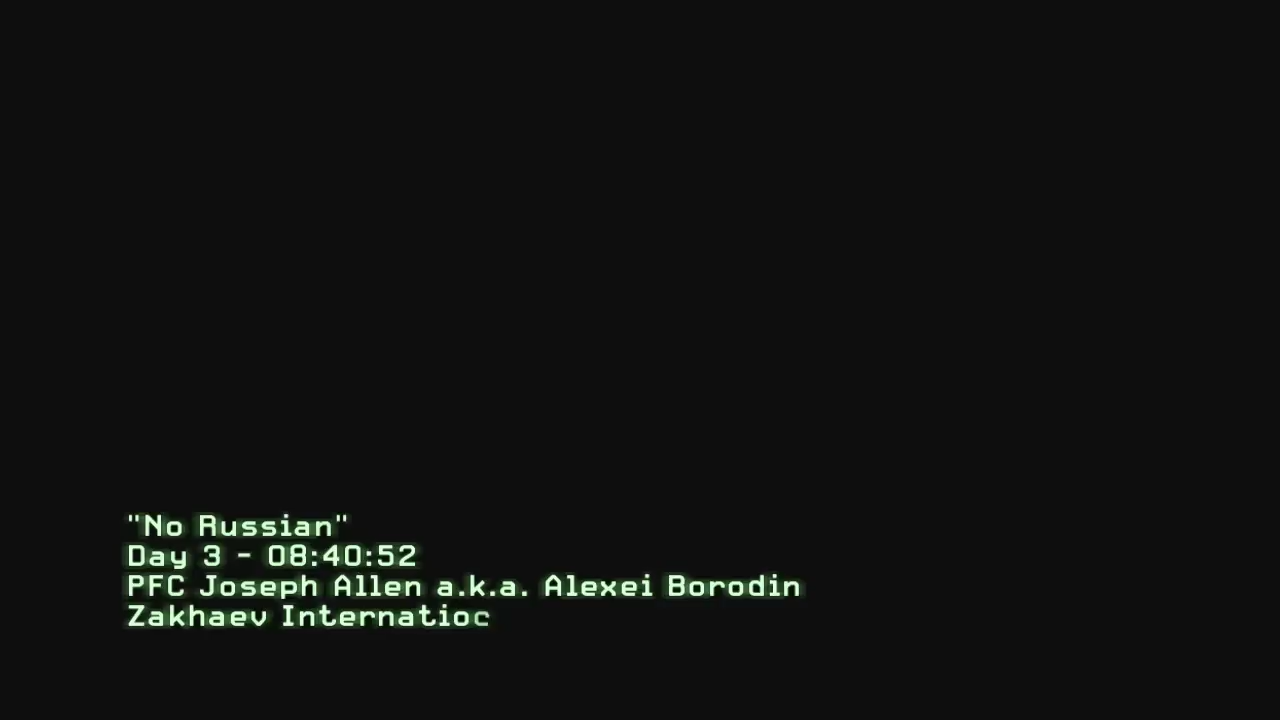 "No Russian"
Day 3 - 08:40:52
PFC Joseph Allen a.k.a. Alexei Borodin
Zakhaev Internatioc